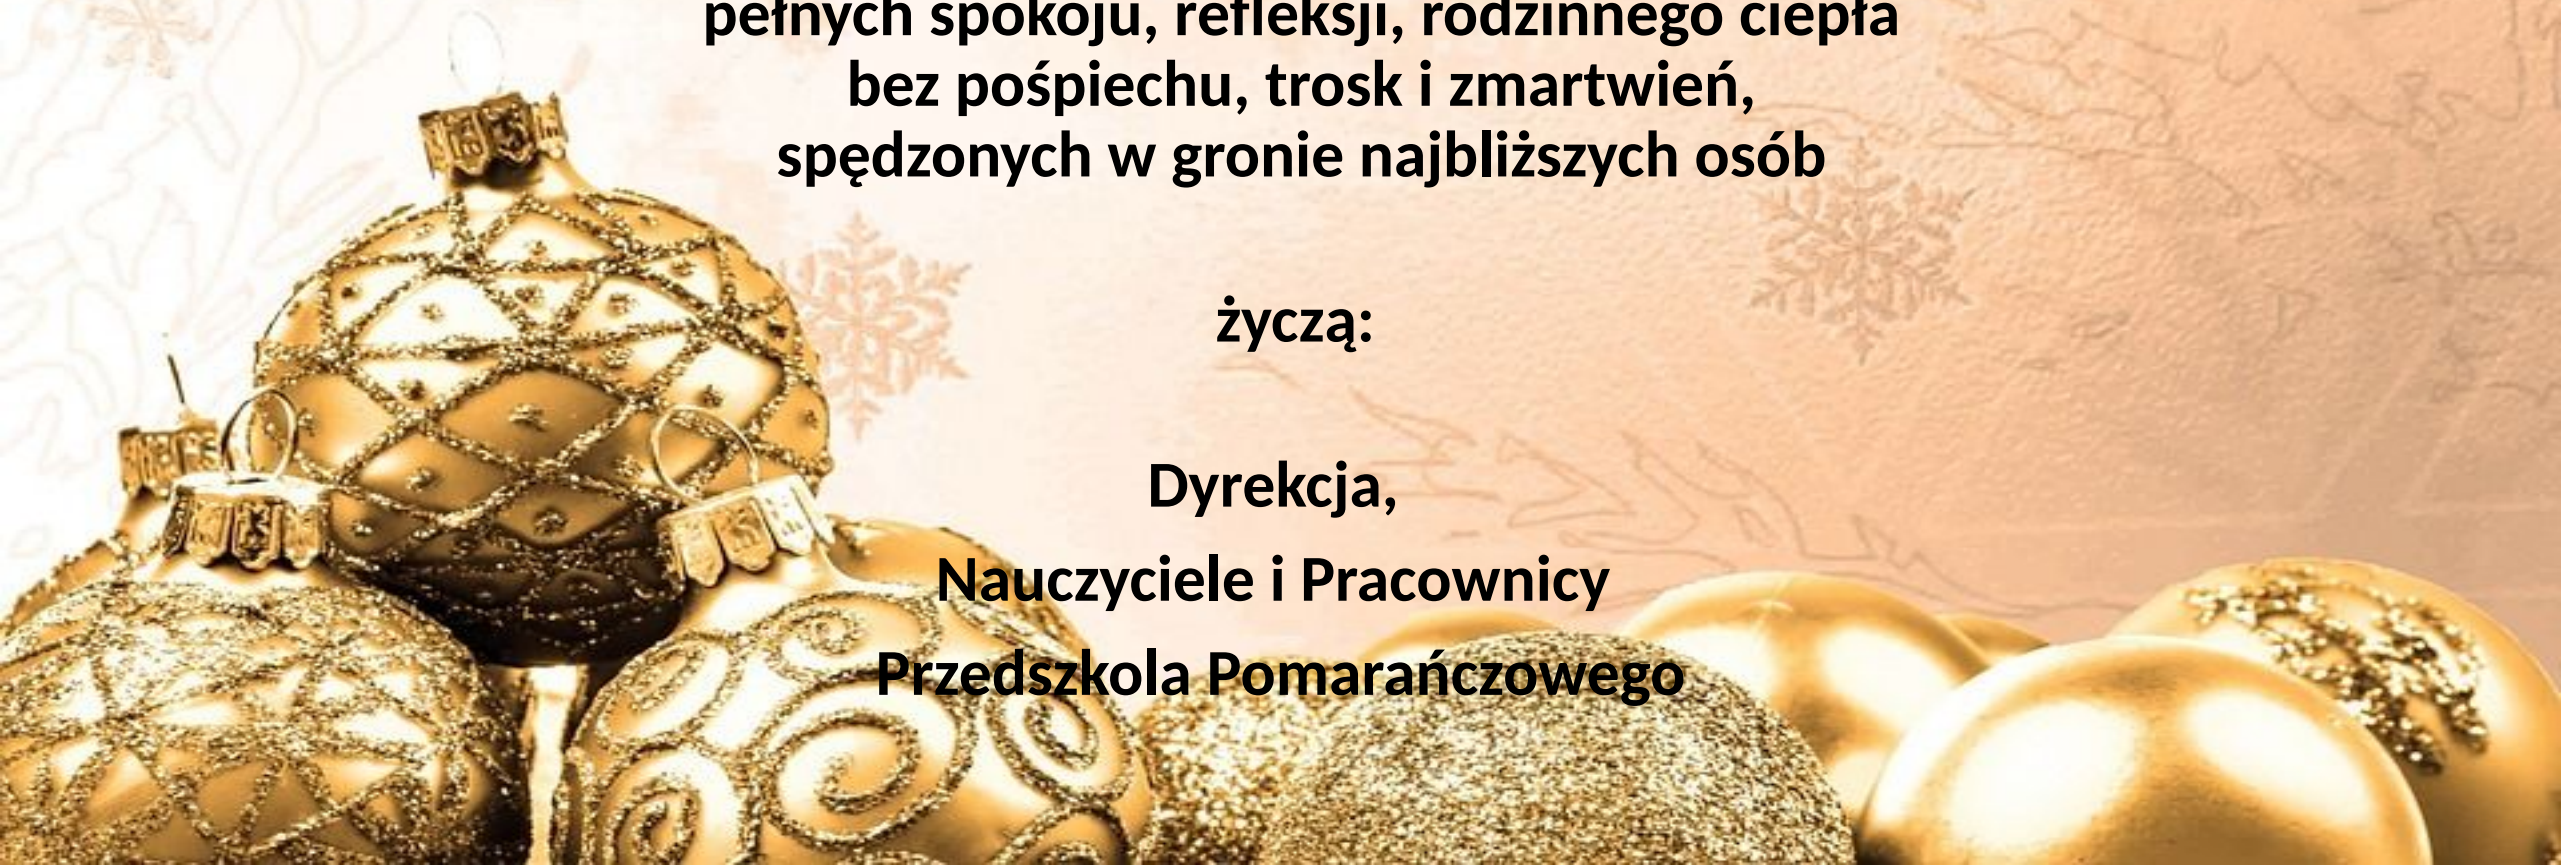 pełnych spokoju, refleksji, rodzinnego ciepła
bez pośpiechu, trosk i zmartwień,
spędzonych w gronie najbliższych osób
życzą:
Dyrekcja,
Nauczyciele i Pracownicy
Przedszkola Pomarańczowego